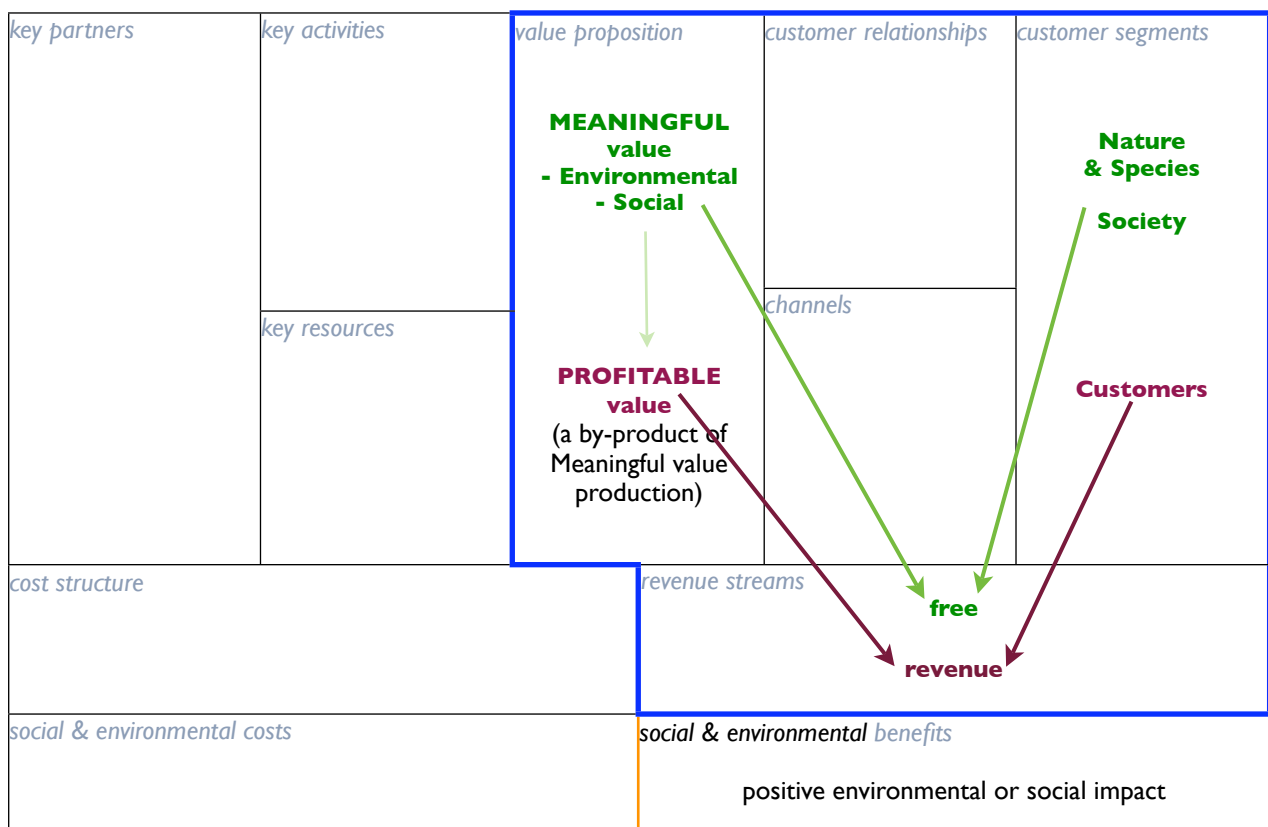 key partners
key activities
value proposition
customer relationships
customer segments
MEANINGFUL
value
- Environmental
- Social
Nature
& Species
Society
key resources
channels
PROFITABLE
value
(a by-product of
Meaningful value
production)
Customers
cost structure
revenue streams
free
revenue
social & environmental costs
social & environmental benefits
positive environmental or social impact